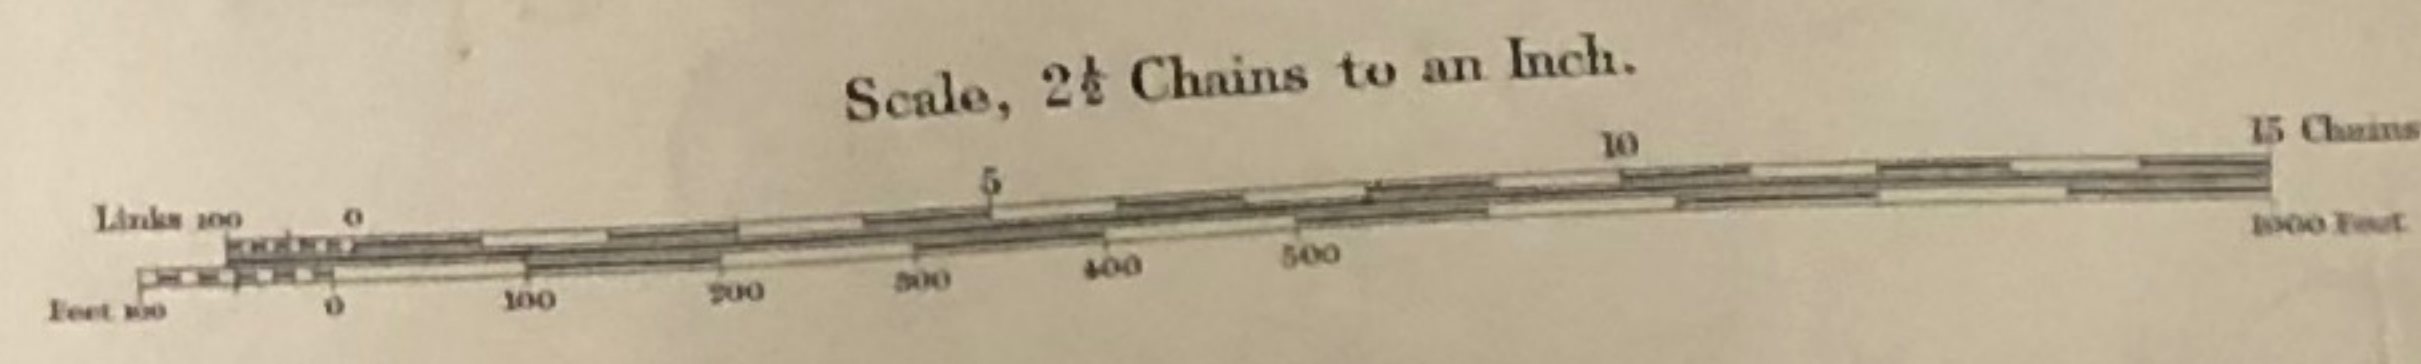 Scale, 2½ Chains to an Inch.
Links 100 0 5 10 15 Chains
Feet 100 0 100 200 300 400 500 1000 Feet